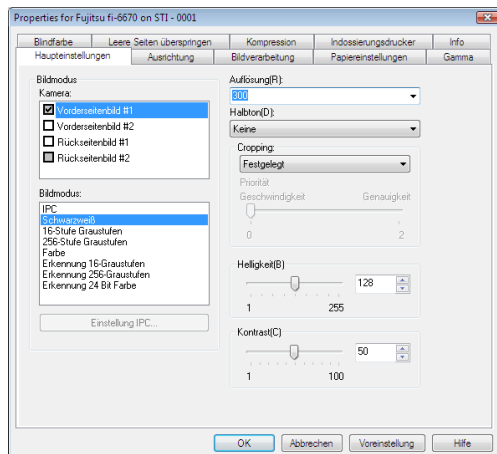 Properties for Fujitsu fi-6670 on STI - 0001
Blindfarbe
Leere Seiten überspringen
Kompression
Indossierungsdrucker
Info
Haupteinstellungen
Ausrichtung
Bildverarbeitung
Papiereinstellungen
Gamma
Bildmodus
Kamera:
Vorderseitenbild #1
Vorderseitenbild #2
Rückseitenbild #1
Rückseitenbild #2
Bildmodus:
IPC
Schwarzweiß
16-Stufe Graustufen
256-Stufe Graustufen
Farbe
Erkennung 16-Graustufen
Erkennung 256-Graustufen
Erkennung 24 Bit Farbe
Einstellung IPC...
Auflösung(R):
300
Halbton(D):
Keine
Cropping:
Festgelegt
Priorität
Geschwindigkeit Genauigkeit
0 2
Helligkeit(B)
128
1 255
Kontrast(C)
50
1 100
OK Abbrechen Voreinstellung Hilfe